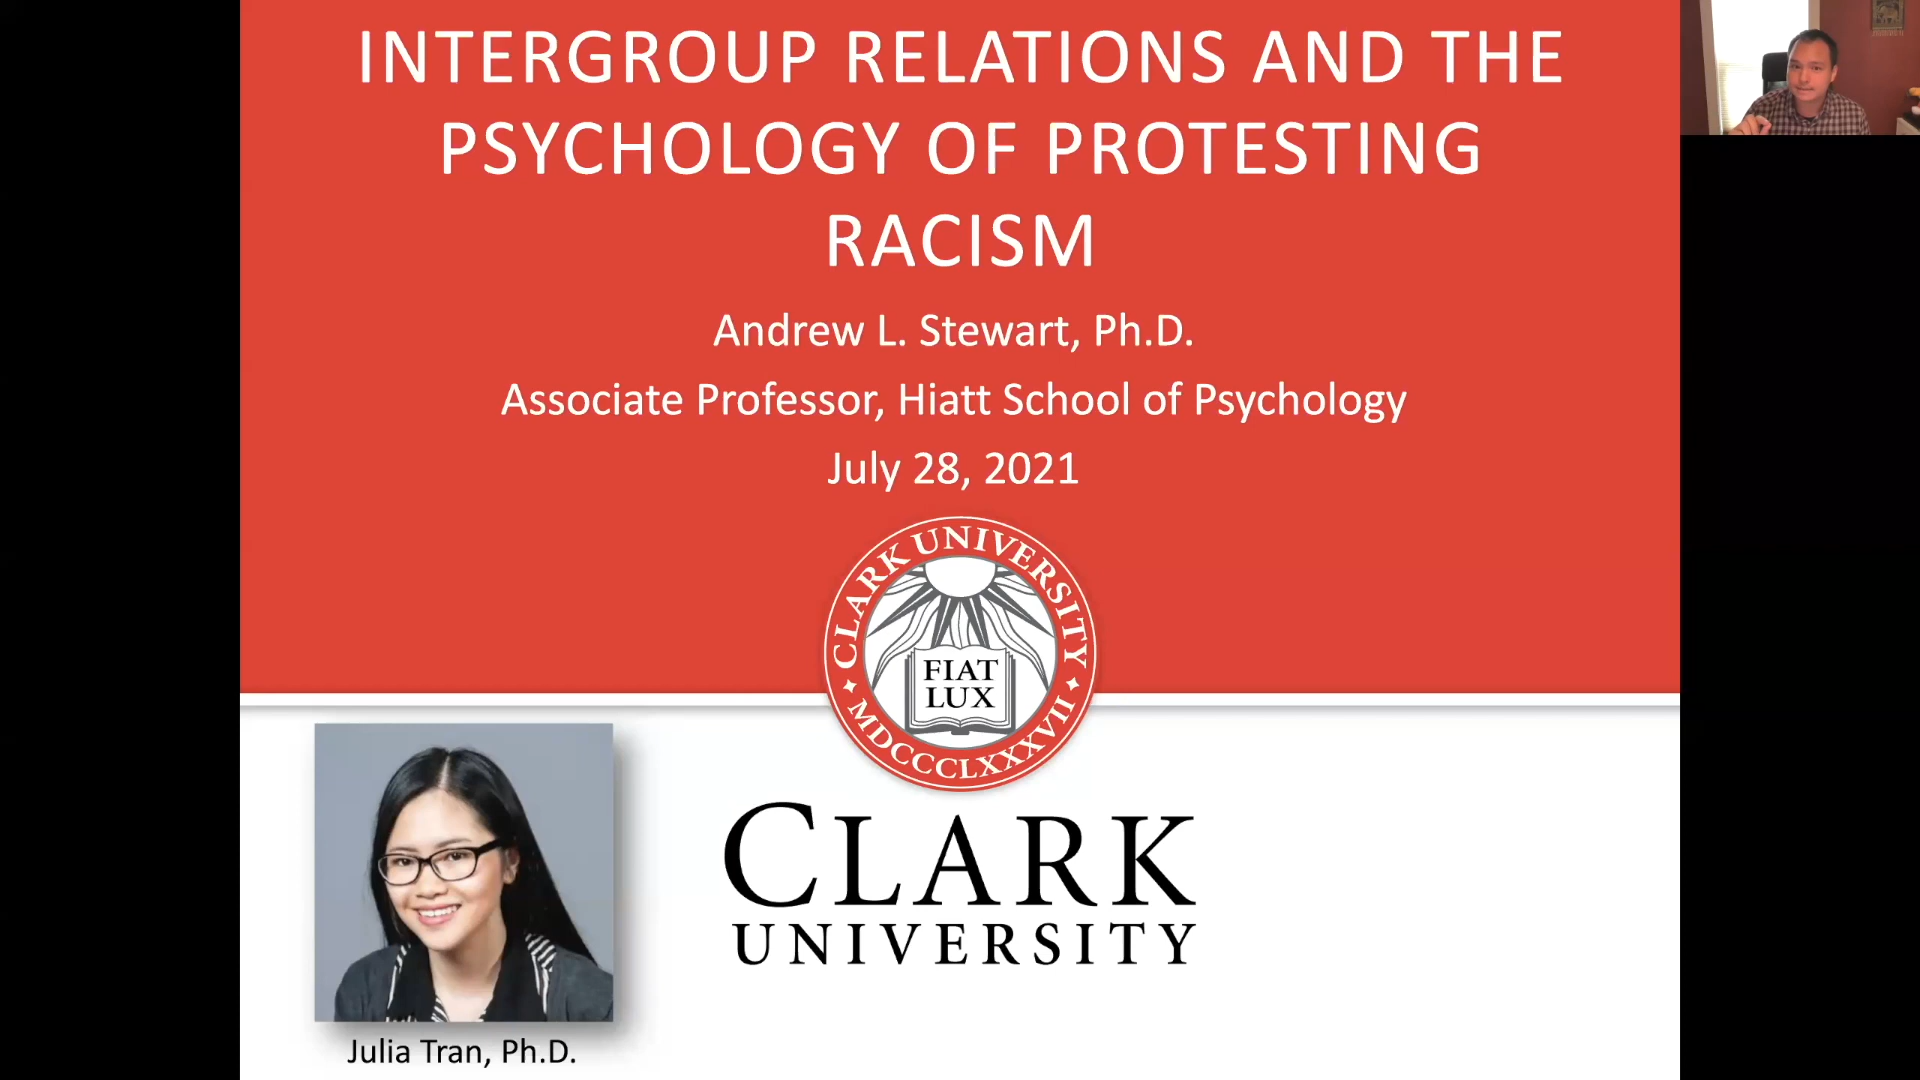 INTERGROUP RELATIONS AND THE
PSYCHOLOGY OF PROTESTING
RACISM
Andrew L. Stewart, Ph.D.
Associate Professor, Hiatt School of Psychology
July 28, 2021
CLARK UNIVERSITY
FIAT
LUX
MDCCCLXXXVII
CLARK
UNIVERSITY
Julia Tran, Ph.D.